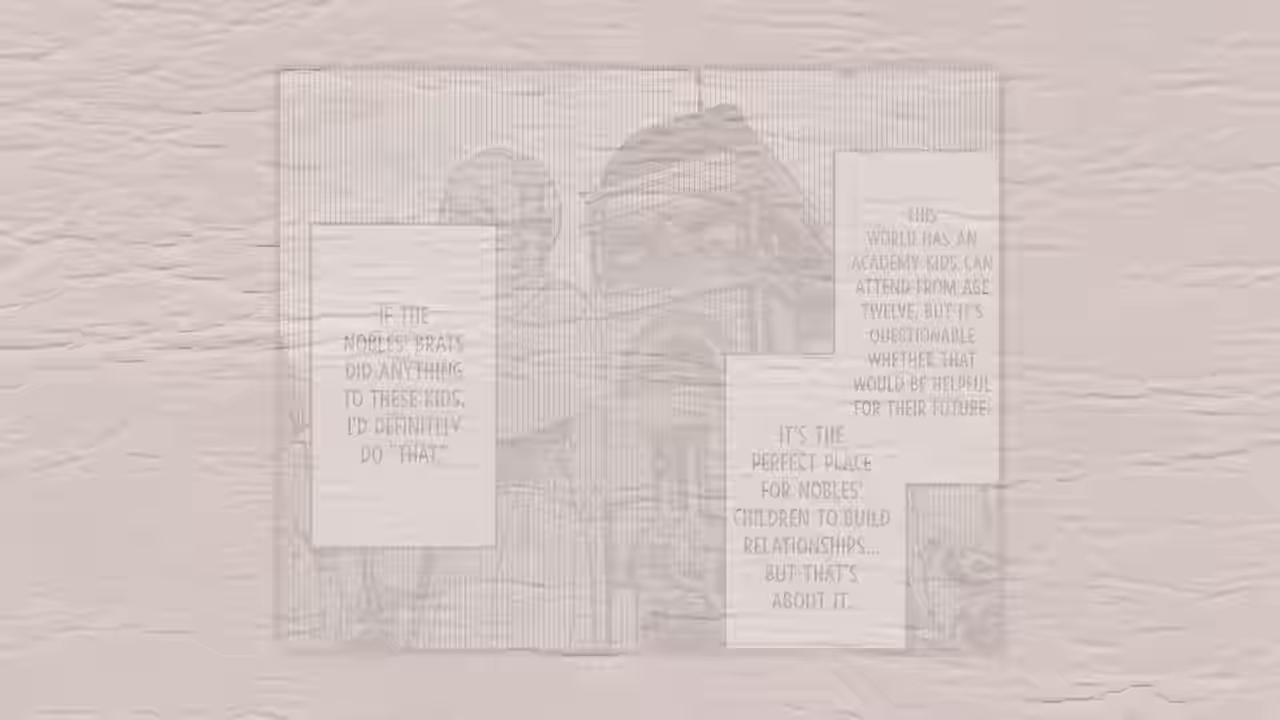 THIS
WORLD HAS AN
ACADEMY KIDS CAN
ATTEND FROM AGE
TWELVE, BUT IT'S
QUESTIONABLE
WHETHER THAT
WOULD BE HELPFUL
FOR THEIR FUTURE.
IT'S THE
PERFECT PLACE
FOR NOBLES'
CHILDREN TO BUILD
RELATIONSHIPS...
BUT THAT'S
ABOUT IT.
IF THE
NOBLES' BRATS
DID ANYTHING
TO THESE KIDS,
I'D DEFINITELY
DO "THAT."